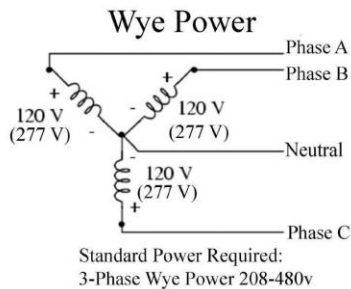 Wye Power
Phase A
Phase B
+
+
120 V
(277 V)
-
-
120 V
(277 V)
Neutral
-
120 V
(277 V)
+
Phase C
Standard Power Required:
3-Phase Wye Power 208-480v